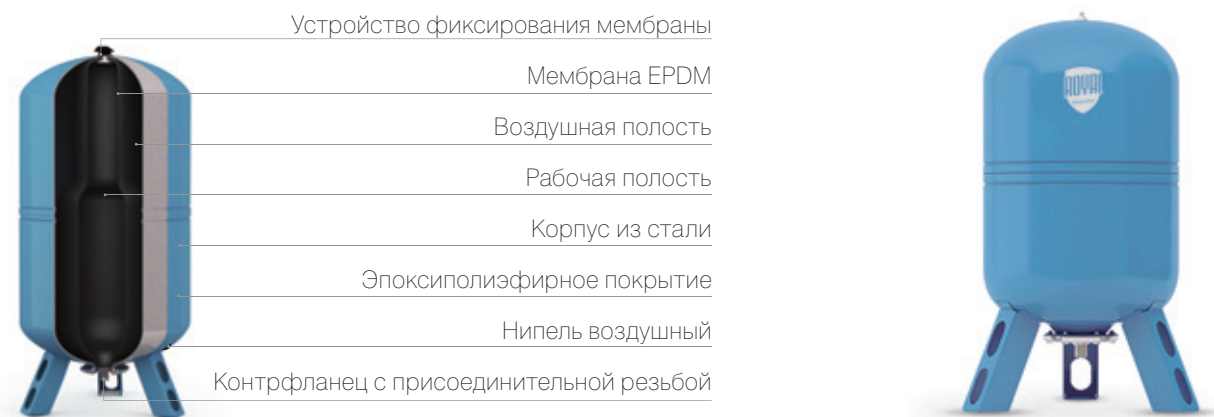 Устройство фиксирования мембраны
Мембрана EPDM
Воздушная полость
Рабочая полость
Корпус из стали
Эпоксиполиэфирное покрытие
Нипель воздушный
Контрфланец с присоединительной резьбой
ROYAL